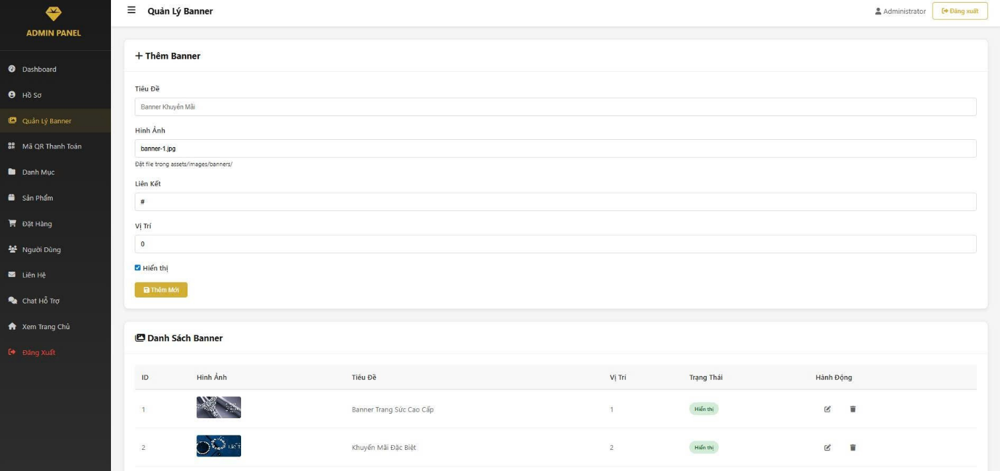 ADMIN PANEL
Dashboard
Hồ Sơ
Quản Lý Banner
Mã QR Thanh Toán
Danh Mục
Sản Phẩm
Đặt Hàng
Người Dùng
Liên Hệ
Chat Hỗ Trợ
Xem Trang Chủ
Đăng Xuất
Quản Lý Banner
Administrator
Đăng xuất
Thêm Banner
Tiêu Đề
Banner Khuyến Mãi
Hình Ảnh
banner-1.jpg
Đặt file trong assets/images/banners/
Liên Kết
#
Vị Trí
0
Hiển thị
Thêm Mới
Danh Sách Banner
ID Hình Ảnh Tiêu Đề Vị Trí Trạng Thái Hành Động
1 Banner Trang Sức Cao Cấp 1 Hiển thị
2 Khuyến Mãi Đặc Biệt 2 Hiển thị